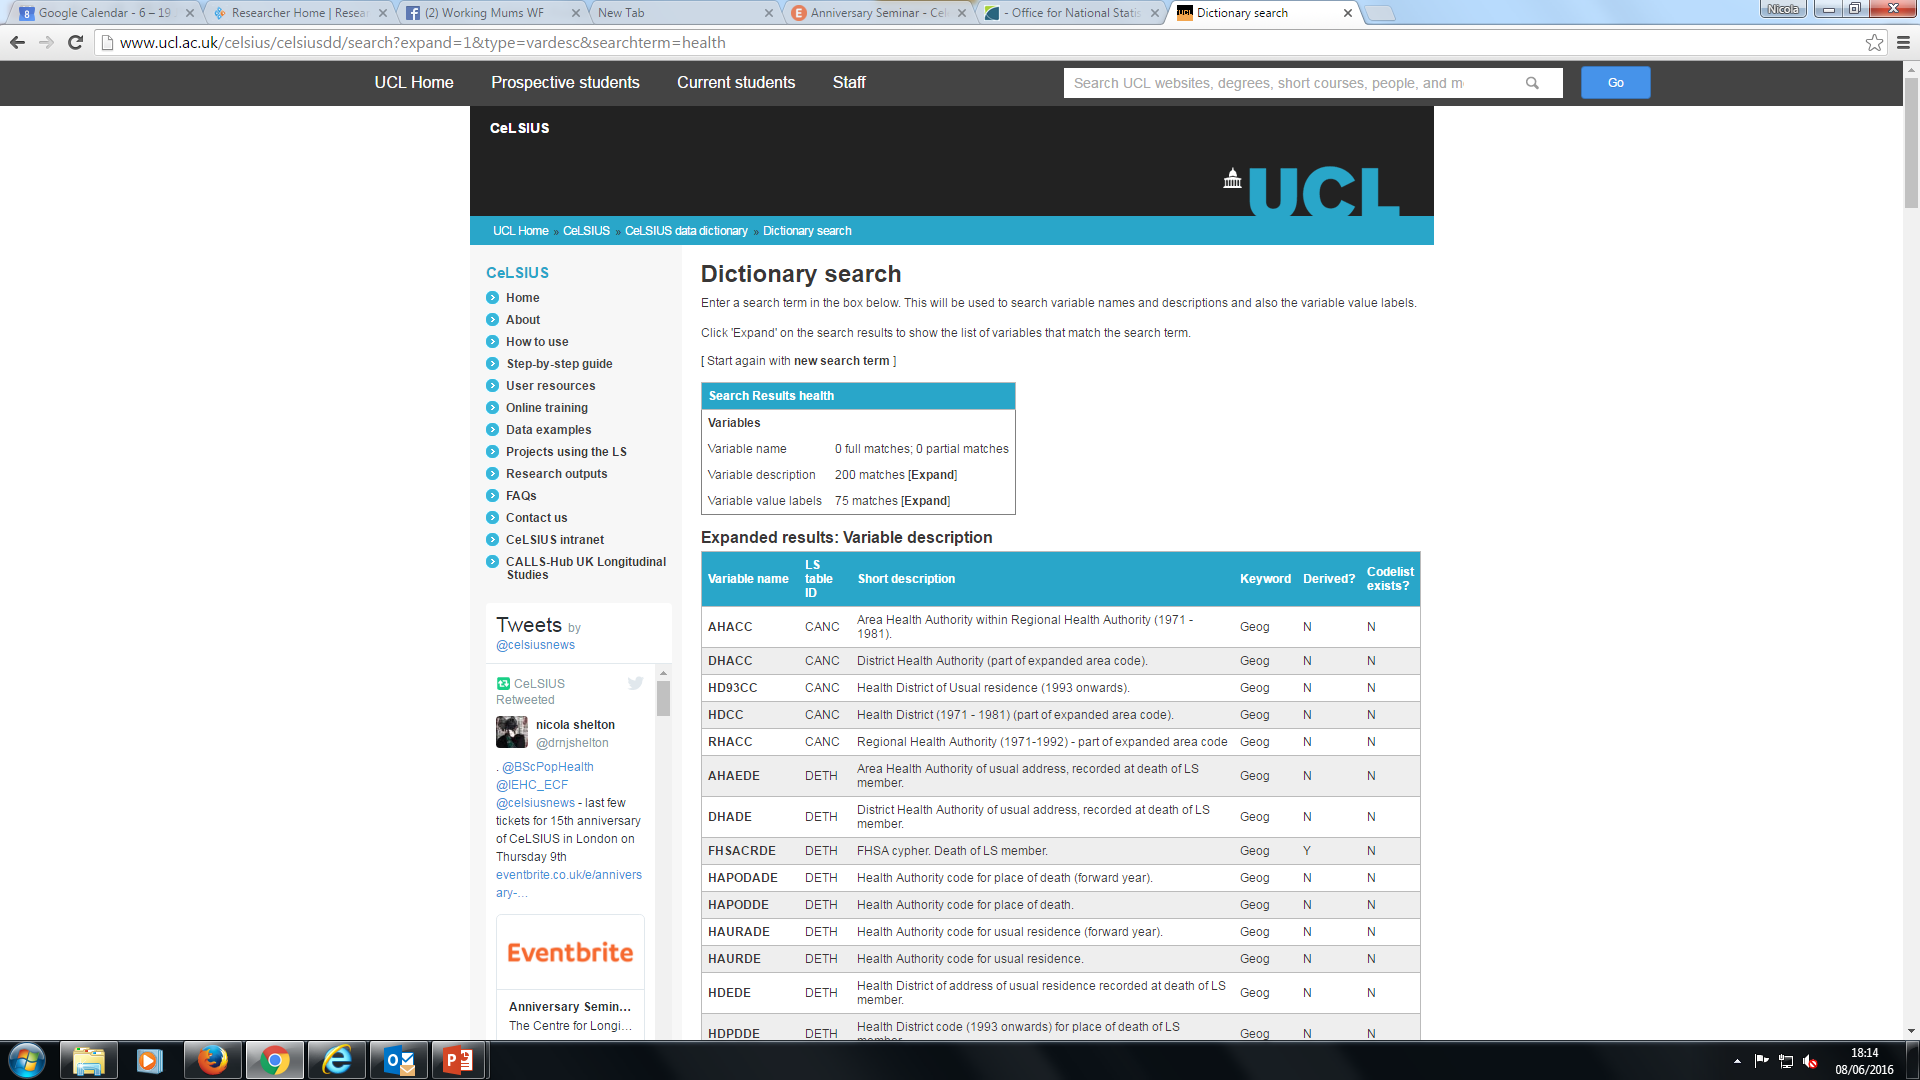 Google Calendar - 6 – 19
Researcher Home | Resea
(2) Working Mums WF
New Tab
Anniversary Seminar - Cel
- Office for National Statis
Dictionary search
Nicola
www.ucl.ac.uk/celsius/celsiusdd/search?expand=1&type=vardesc&searchterm=health
UCL Home Prospective students Current students Staff
Search UCL websites, degrees, short courses, people, and m
Go
CeLSIUS
UCL
UCL Home » CeLSIUS » CeLSIUS data dictionary » Dictionary search
CeLSIUS
Home
About
How to use
Step-by-step guide
User resources
Online training
Data examples
Projects using the LS
Research outputs
FAQs
Contact us
CeLSIUS intranet
CALLS-Hub UK Longitudinal
Studies
Tweets by
@celsiusnews
CeLSIUS
Retweeted
nicola shelton
@drnjshelton
. @BScPopHealth
@IEHC_ECF
@celsiusnews - last few
tickets for 15th anniversary
of CeLSIUS in London on
Thursday 9th
eventbrite.co.uk/e/annivers
ary-...
Eventbrite
Anniversary Semin...
The Centre for Longi...
Dictionary search
Enter a search term in the box below. This will be used to search variable names and descriptions and also the variable value labels.
Click 'Expand' on the search results to show the list of variables that match the search term.
[ Start again with new search term ]
Search Results health
Variables
Variable name 0 full matches; 0 partial matches
Variable description 200 matches [Expand]
Variable value labels 75 matches [Expand]
Expanded results: Variable description
Variable name LS table ID Short description Keyword Derived? Codelist exists?
AHACC CANC Area Health Authority within Regional Health Authority (1971 - 1981). Geog N N
DHACC CANC District Health Authority (part of expanded area code). Geog N N
HD93CC CANC Health District of Usual residence (1993 onwards). Geog N N
HDCC CANC Health District (1971 - 1981) (part of expanded area code). Geog N N
RHACC CANC Regional Health Authority (1971-1992) - part of expanded area code Geog N N
AHAEDE DETH Area Health Authority of usual address, recorded at death of LS member. Geog N N
DHADE DETH District Health Authority of usual address, recorded at death of LS member. Geog N N
FHSACRDE DETH FHSA cypher. Death of LS member. Geog Y N
HAPODADE DETH Health Authority code for place of death (forward year). Geog N N
HAPODDE DETH Health Authority code for place of death. Geog N N
HAURADE DETH Health Authority code for usual residence (forward year). Geog N N
HAURDE DETH Health Authority code for usual residence. Geog N N
HDEDE DETH Health District of address of usual residence recorded at death of LS member. Geog N N
HDPDDE DETH Health District code (1993 onwards) for place of death of LS member. Geog N N
18:14
08/06/2016